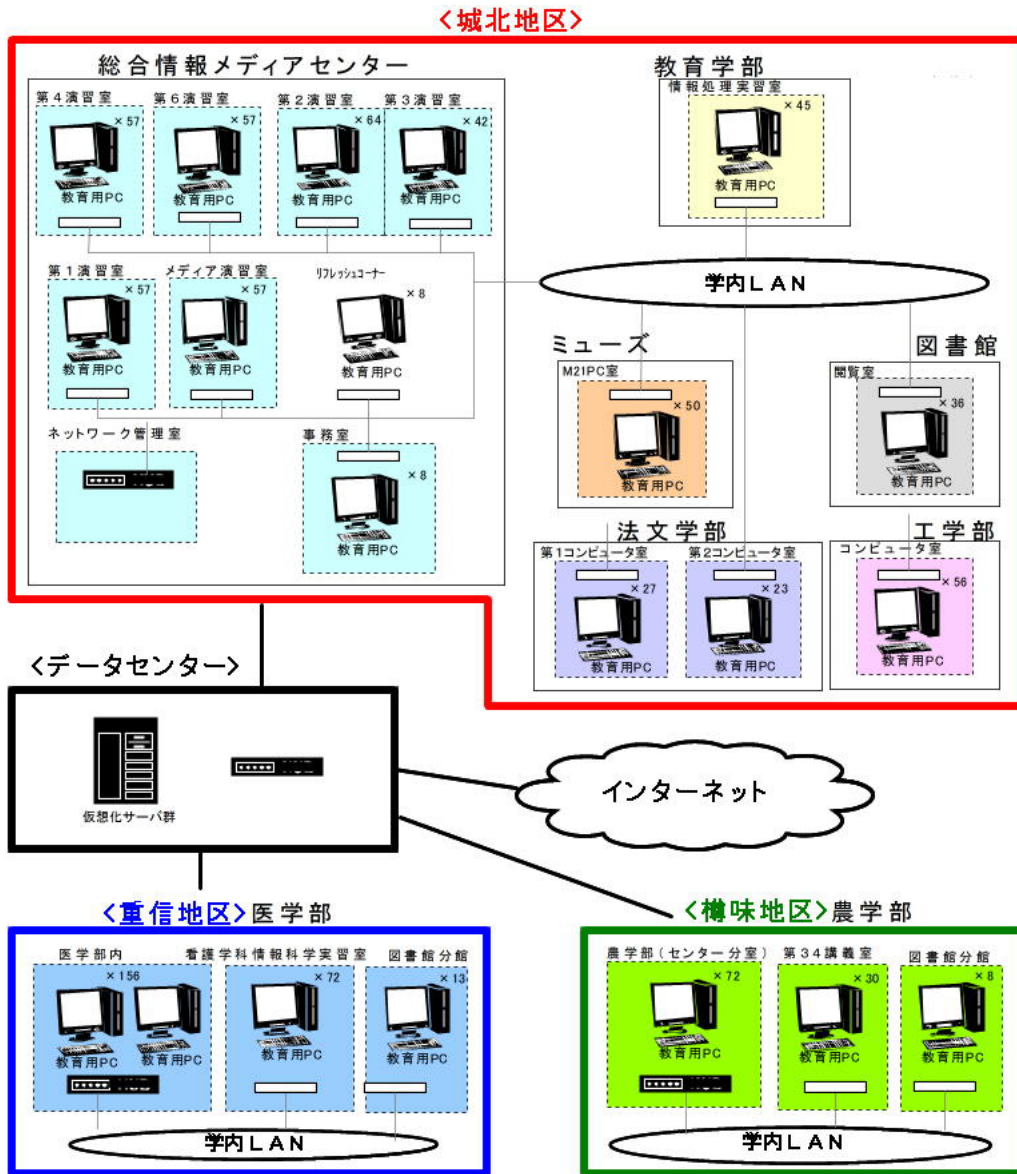 <城北地区>
総合情報メディアセンター
第4演習室
×57
教育用PC
第6演習室
×57
教育用PC
第2演習室
×64
教育用PC
第3演習室
×42
教育用PC
第1演習室
×57
教育用PC
メディア演習室
×57
教育用PC
リフレッシュコーナー
×8
教育用PC
ネットワーク管理室
事務室
×8
教育用PC
教育学部
情報処理実習室
×45
教育用PC
学内LAN
ミューズ
M21PC室
×50
教育用PC
図書館
閲覧室
×36
教育用PC
法文学部
第1コンピュータ室
×27
教育用PC
第2コンピュータ室
×23
教育用PC
工学部
コンピュータ室
×56
教育用PC
<データセンター>
仮想化サーバ群
インターネット
<重信地区>医学部
医学部内
×156
教育用PC
教育用PC
看護学科情報科学実習室
×72
教育用PC
図書館分館
×13
教育用PC
学内LAN
<樽味地区>農学部
農学部(センター分室)
×72
教育用PC
第34講義室
×30
教育用PC
図書館分館
×8
教育用PC
学内LAN